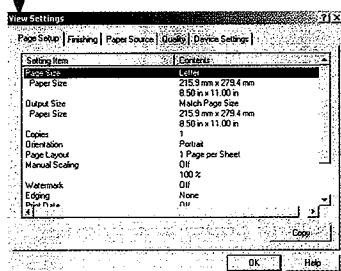 View Settings ? X
Page Setup Finishing Paper Source Quality Device Settings
Setting Item Contents
Page Size Letter
Paper Size 215.9 mm x 279.4 mm
8.50 in x 11.00 in
Output Size Match Page Size
Paper Size 215.9 mm x 279.4 mm
8.50 in x 11.00 in
Copies 1
Orientation Portrait
Page Layout 1 Page per Sheet
Manual Scaling Off
100 %
Watermark Off
Edging None
Print Date Off
Copy
OK Help